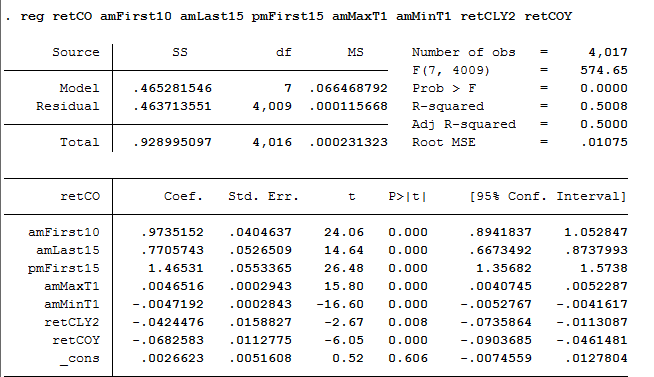 . reg retCO amFirst10 amLast15 pmFirst15 amMaxT1 amMinT1 retCLY2 retCOY
Source SS df MS Number of obs = 4,017
F(7, 4009) = 574.65
Model .465281546 7 .066468792 Prob > F = 0.0000
Residual .463713551 4,009 .000115668 R-squared = 0.5008
Adj R-squared = 0.5000
Total .928995097 4,016 .000231323 Root MSE = .01075
retCO Coef. Std. Err. t P>|t| [95% Conf. Interval]
amFirst10 .9735152 .0404637 24.06 0.000 .8941837 1.052847
amLast15 .7705743 .0526509 14.64 0.000 .6673492 .8737993
pmFirst15 1.46531 .0553365 26.48 0.000 1.35682 1.5738
amMaxT1 .0046516 .0002943 15.80 0.000 .0040745 .0052287
amMinT1 -.0047192 .0002843 -16.60 0.000 -.0052767 -.0041617
retCLY2 -.0424476 .0158827 -2.67 0.008 -.0735864 -.0113087
retCOY -.0682583 .0112775 -6.05 0.000 -.0903685 -.0461481
_cons .0026623 .0051608 0.52 0.606 -.0074559 .0127804